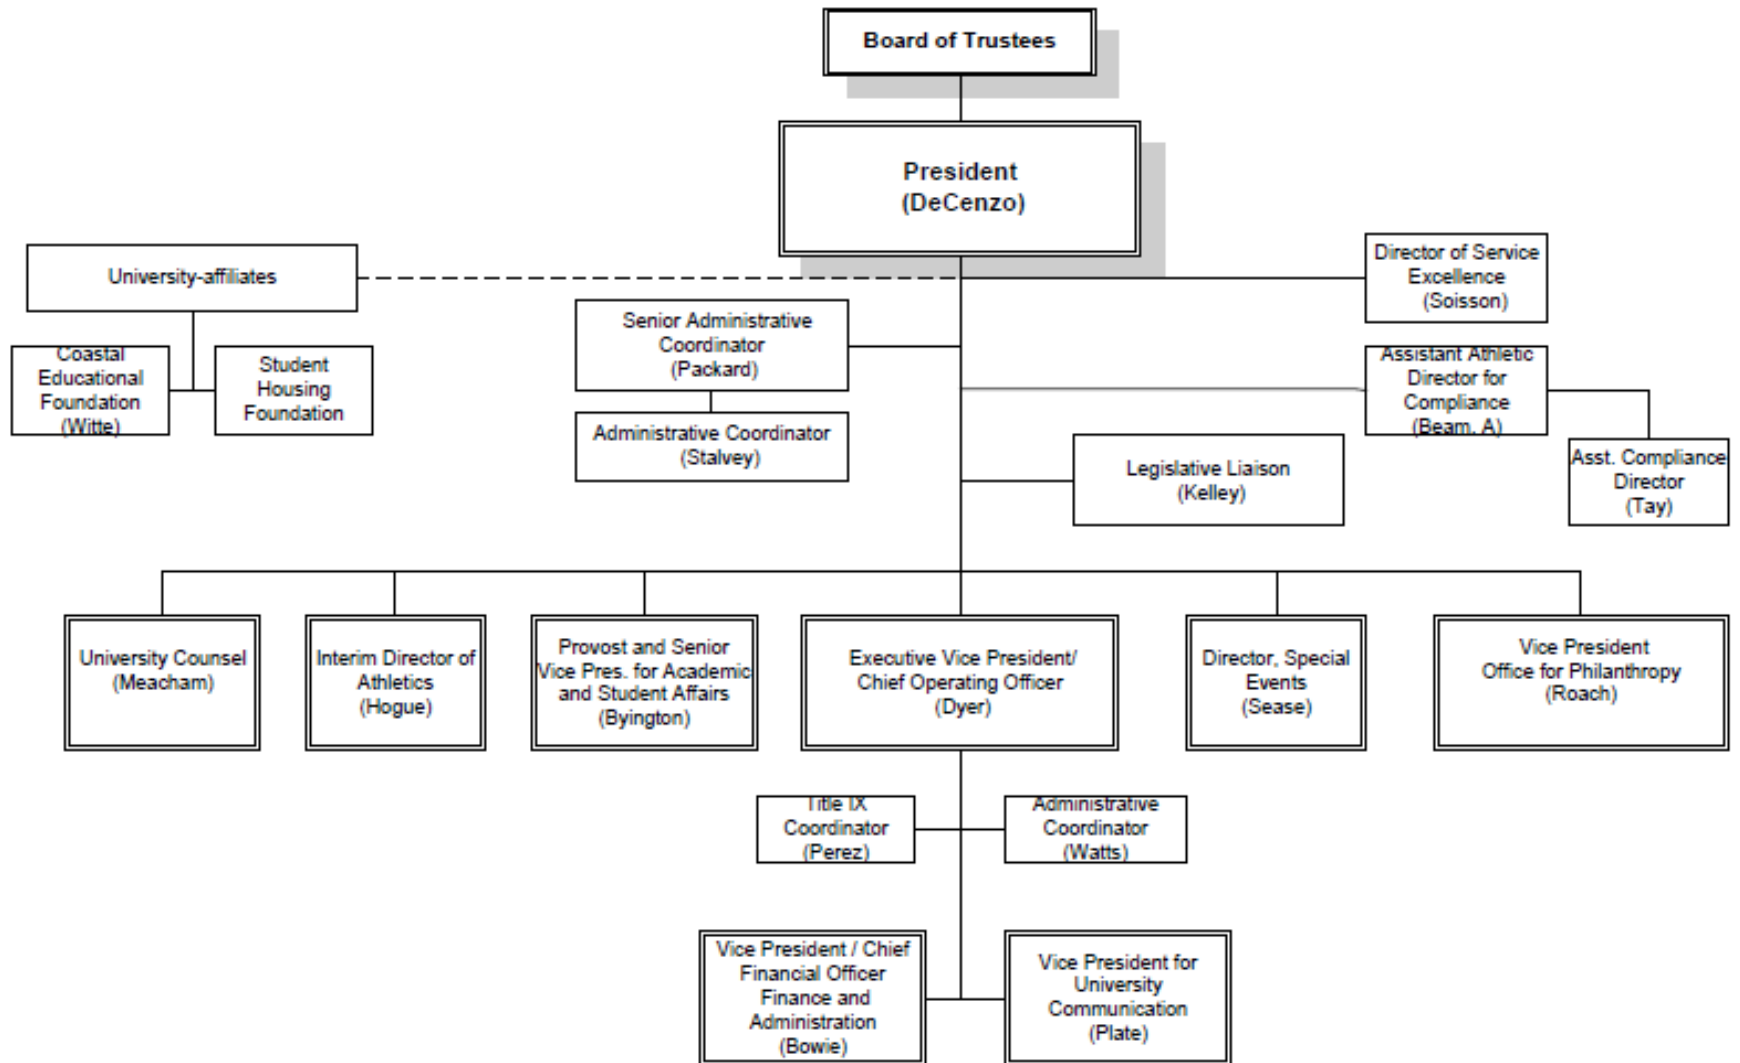 Board of Trustees
President
(DeCenzo)
University-affiliates
Director of Service
Excellence
(Soisson)
Senior Administrative
Coordinator
(Packard)
Coastal
Educational
Foundation
(Witte)
Student
Housing
Foundation
Assistant Athletic
Director for
Compliance
(Beam, A)
Administrative Coordinator
(Stalvey)
Legislative Liaison
(Kelley)
Asst. Compliance
Director
(Tay)
University Counsel
(Meacham)
Interim Director of
Athletics
(Hogue)
Provost and Senior
Vice Pres. for Academic
and Student Affairs
(Byington)
Executive Vice President/
Chief Operating Officer
(Dyer)
Director, Special
Events
(Sease)
Vice President
Office for Philanthropy
(Roach)
Title IX
Coordinator
(Perez)
Administrative
Coordinator
(Watts)
Vice President / Chief
Financial Officer
Finance and
Administration
(Bowie)
Vice President for
University
Communication
(Plate)